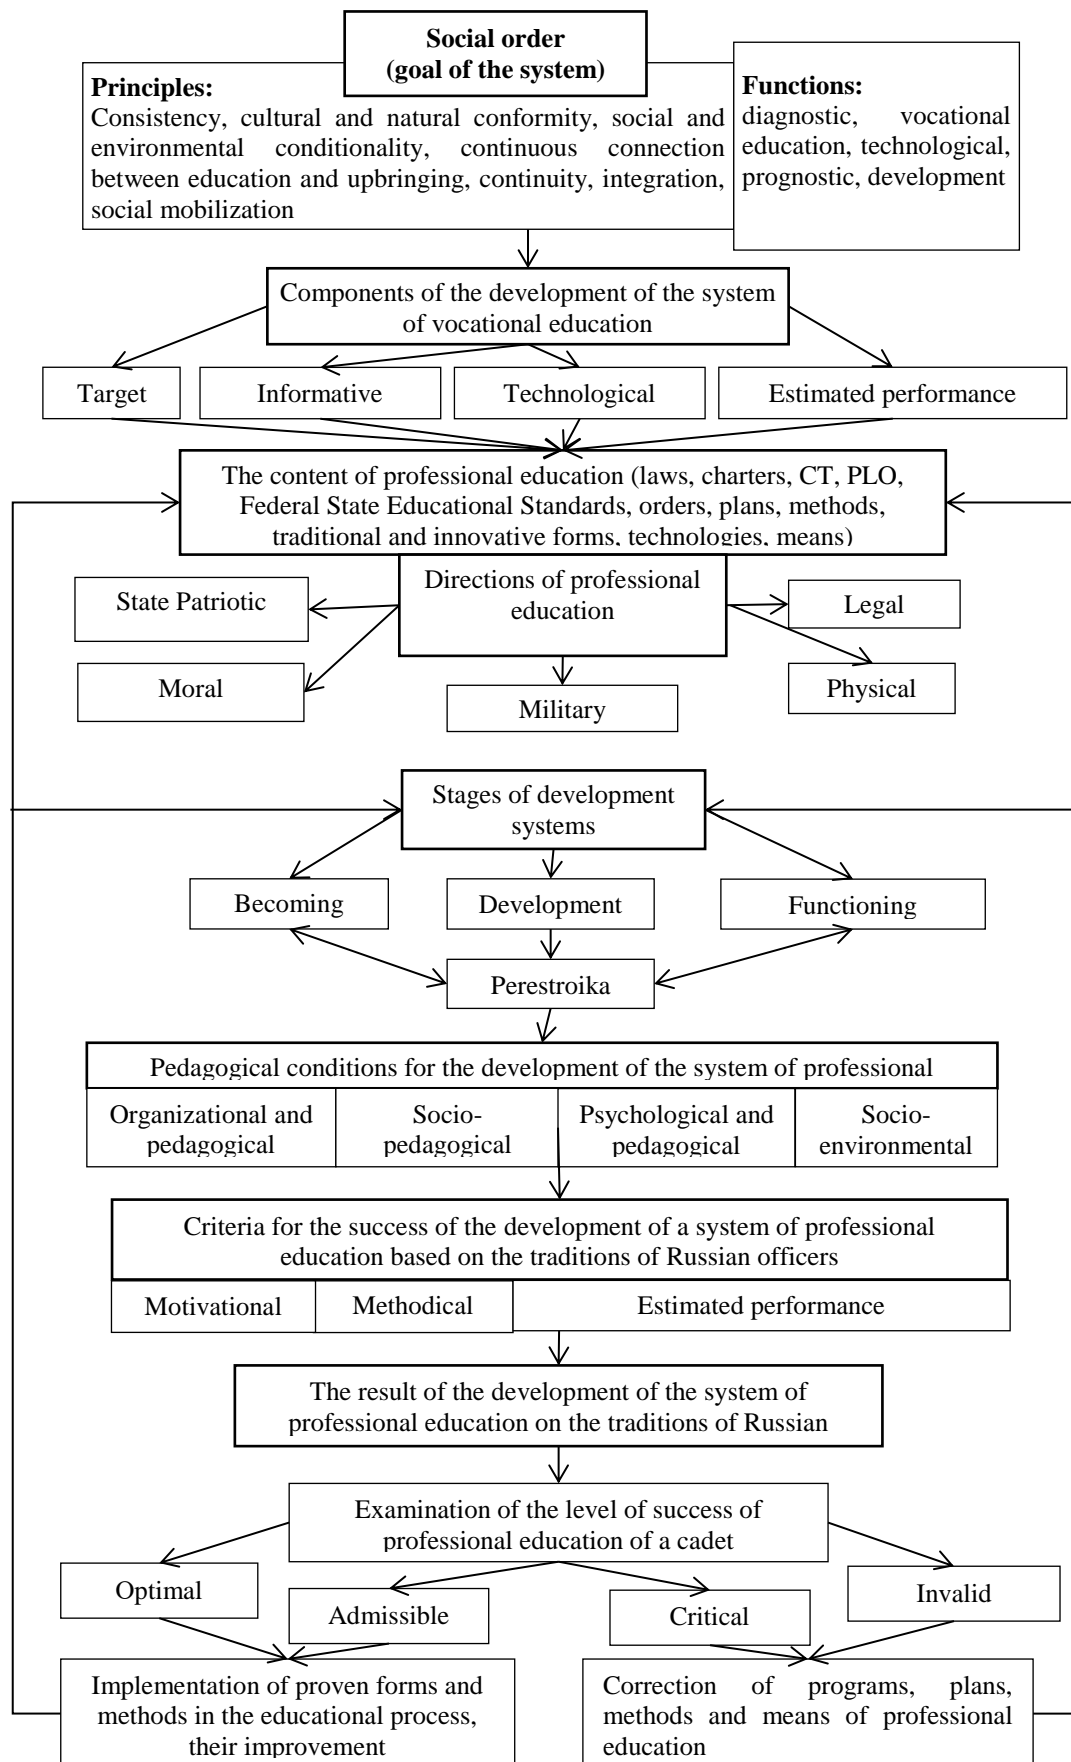 Social order
(goal of the system)
Principles:
Consistency, cultural and natural conformity, social and
environmental conditionality, continuous connection
between education and upbringing, continuity, integration,
social mobilization
Functions:
diagnostic, vocational
education, technological,
prognostic, development
Components of the development of the system
of vocational education
Target
Informative
Technological
Estimated performance
The content of professional education (laws, charters, CT, PLO,
Federal State Educational Standards, orders, plans, methods,
traditional and innovative forms, technologies, means)
Directions of professional
education
State Patriotic
Legal
Moral
Physical
Military
Stages of development
systems
Becoming
Development
Functioning
Perestroika
Pedagogical conditions for the development of the system of professional
Organizational and
pedagogical
Socio-
pedagogical
Psychological and
pedagogical
Socio-
environmental
Criteria for the success of the development of a system of professional
education based on the traditions of Russian officers
Motivational
Methodical
Estimated performance
The result of the development of the system of
professional education on the traditions of Russian
Examination of the level of success of
professional education of a cadet
Optimal
Admissible
Critical
Invalid
Implementation of proven forms and
methods in the educational process,
their improvement
Correction of programs, plans,
methods and means of professional
education